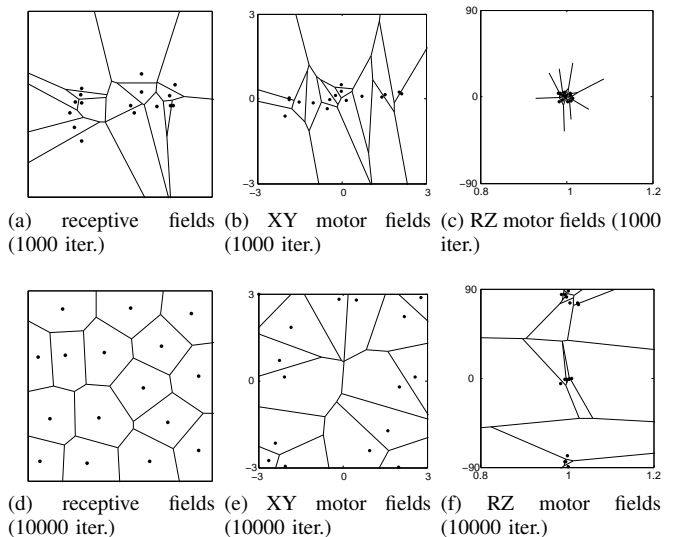 3
90
0
0
−3
−3
0
3
−90
0.8
1
1.2
(a) receptive fields
(1000 iter.)
(b) XY motor fields
(1000 iter.)
(c) RZ motor fields (1000
iter.)
3
90
0
0
−3
−3
0
3
−90
0.8
1
1.2
(d) receptive fields
(10000 iter.)
(e) XY motor fields
(10000 iter.)
(f) RZ motor fields
(10000 iter.)